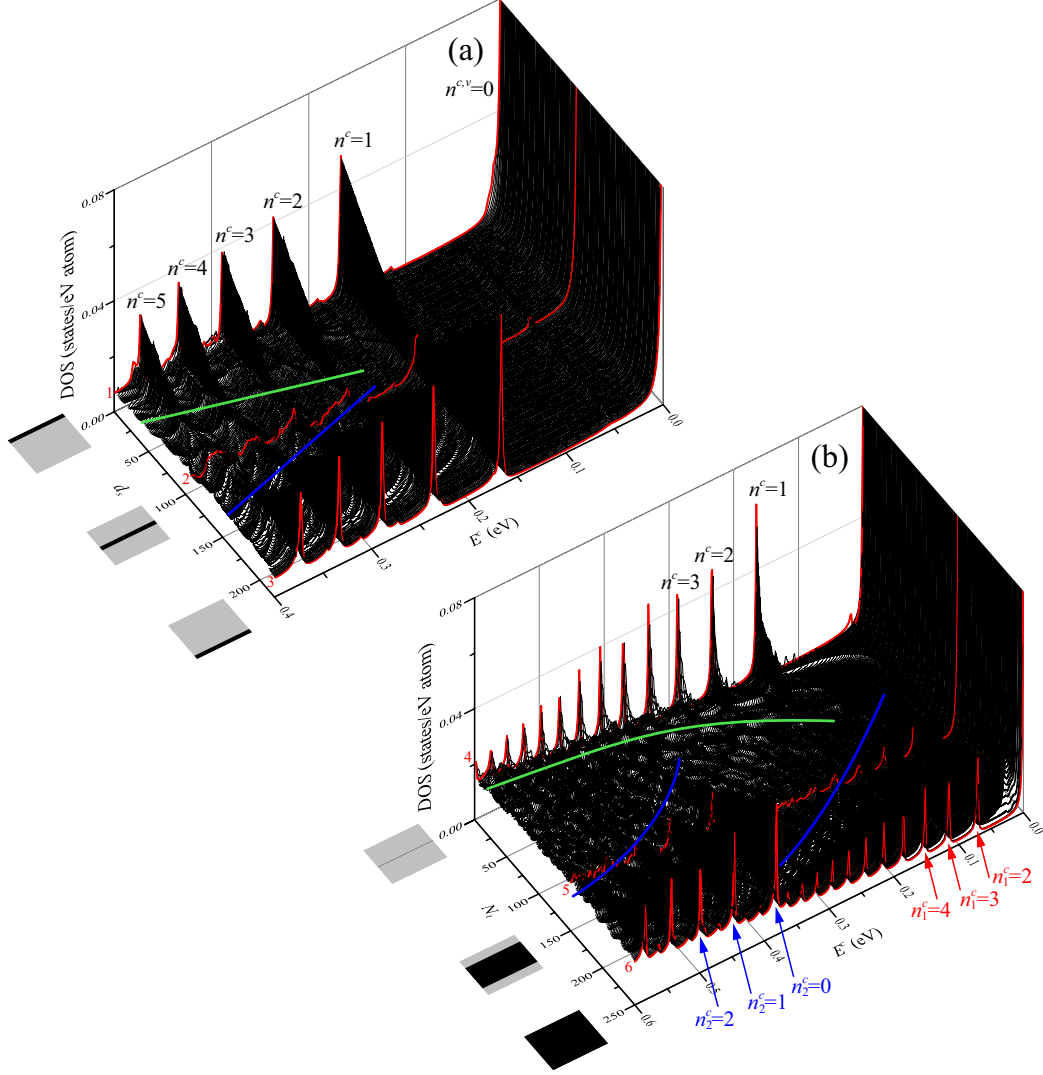 (a)
n^{c,v}=0
n^c=1
n^c=2
n^c=3
n^c=4
n^c=5
DOS (states/eV atom)
0.08
0.04
0.00
1
2
3
50
100
150
200
d_s
0.4
0.3
0.2
0.1
0.0
E^c (eV)
(b)
n^c=1
n^c=2
n^c=3
DOS (states/eV atom)
0.08
0.04
0.00
4
5
6
50
100
150
200
250
0.6
0.5
0.4
0.3
0.2
0.1
0.0
E^c (eV)
n_1^c=2
n_1^c=3
n_1^c=4
n_2^c=0
n_2^c=1
n_2^c=2